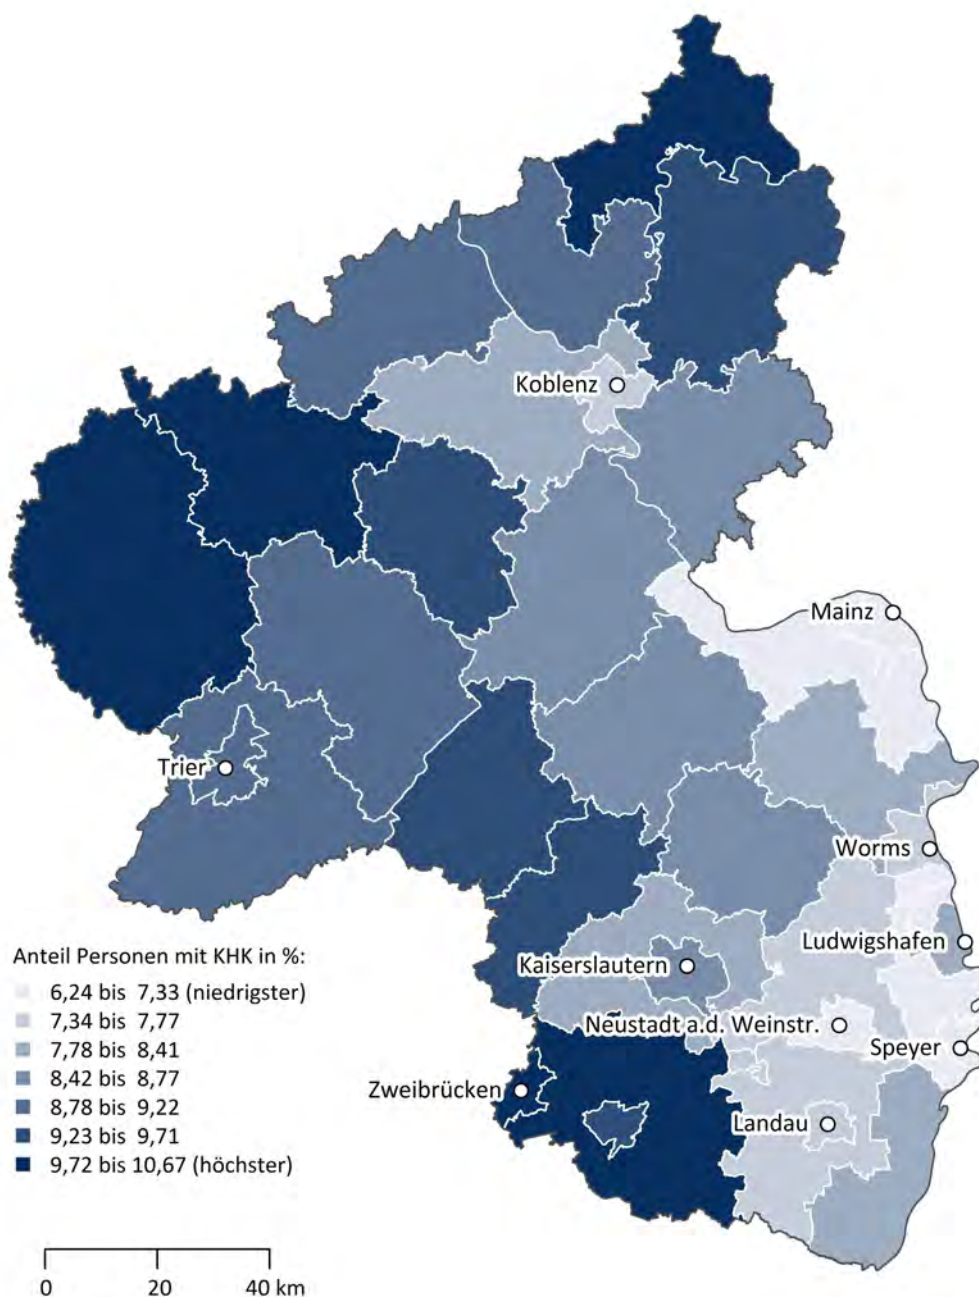 Koblenz
Mainz
Trier
Worms
Ludwigshafen
Kaiserslautern
Neustadt a.d. Weinstr.
Speyer
Zweibrücken
Landau
Anteil Personen mit KHK in %:
6,24 bis 7,33 (niedrigster)
7,34 bis 7,77
7,78 bis 8,41
8,42 bis 8,77
8,78 bis 9,22
9,23 bis 9,71
9,72 bis 10,67 (höchster)
0 20 40 km